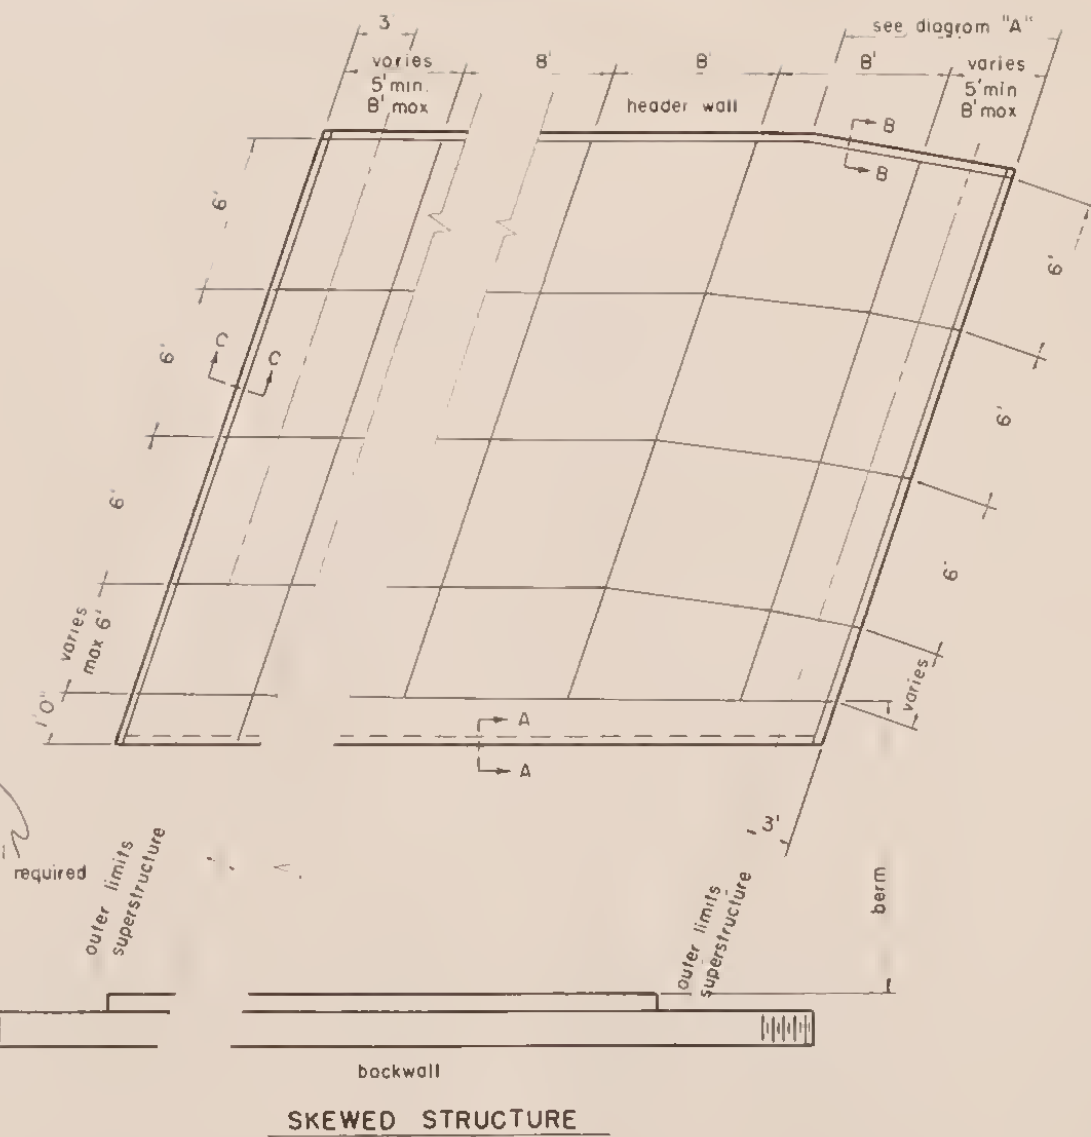 3'
see diagram "A"
varies
5' min.
8' max
8'
8'
8'
varies
5' min
8' max
header wall
B
B
6'
6'
6'
6'
C
C
6'
6'
6'
varies
max 6'
1'0"
varies
A
A
3'
required
outer limits
superstructure
outer limits
superstructure
berm
backwall
SKEWED STRUCTURE